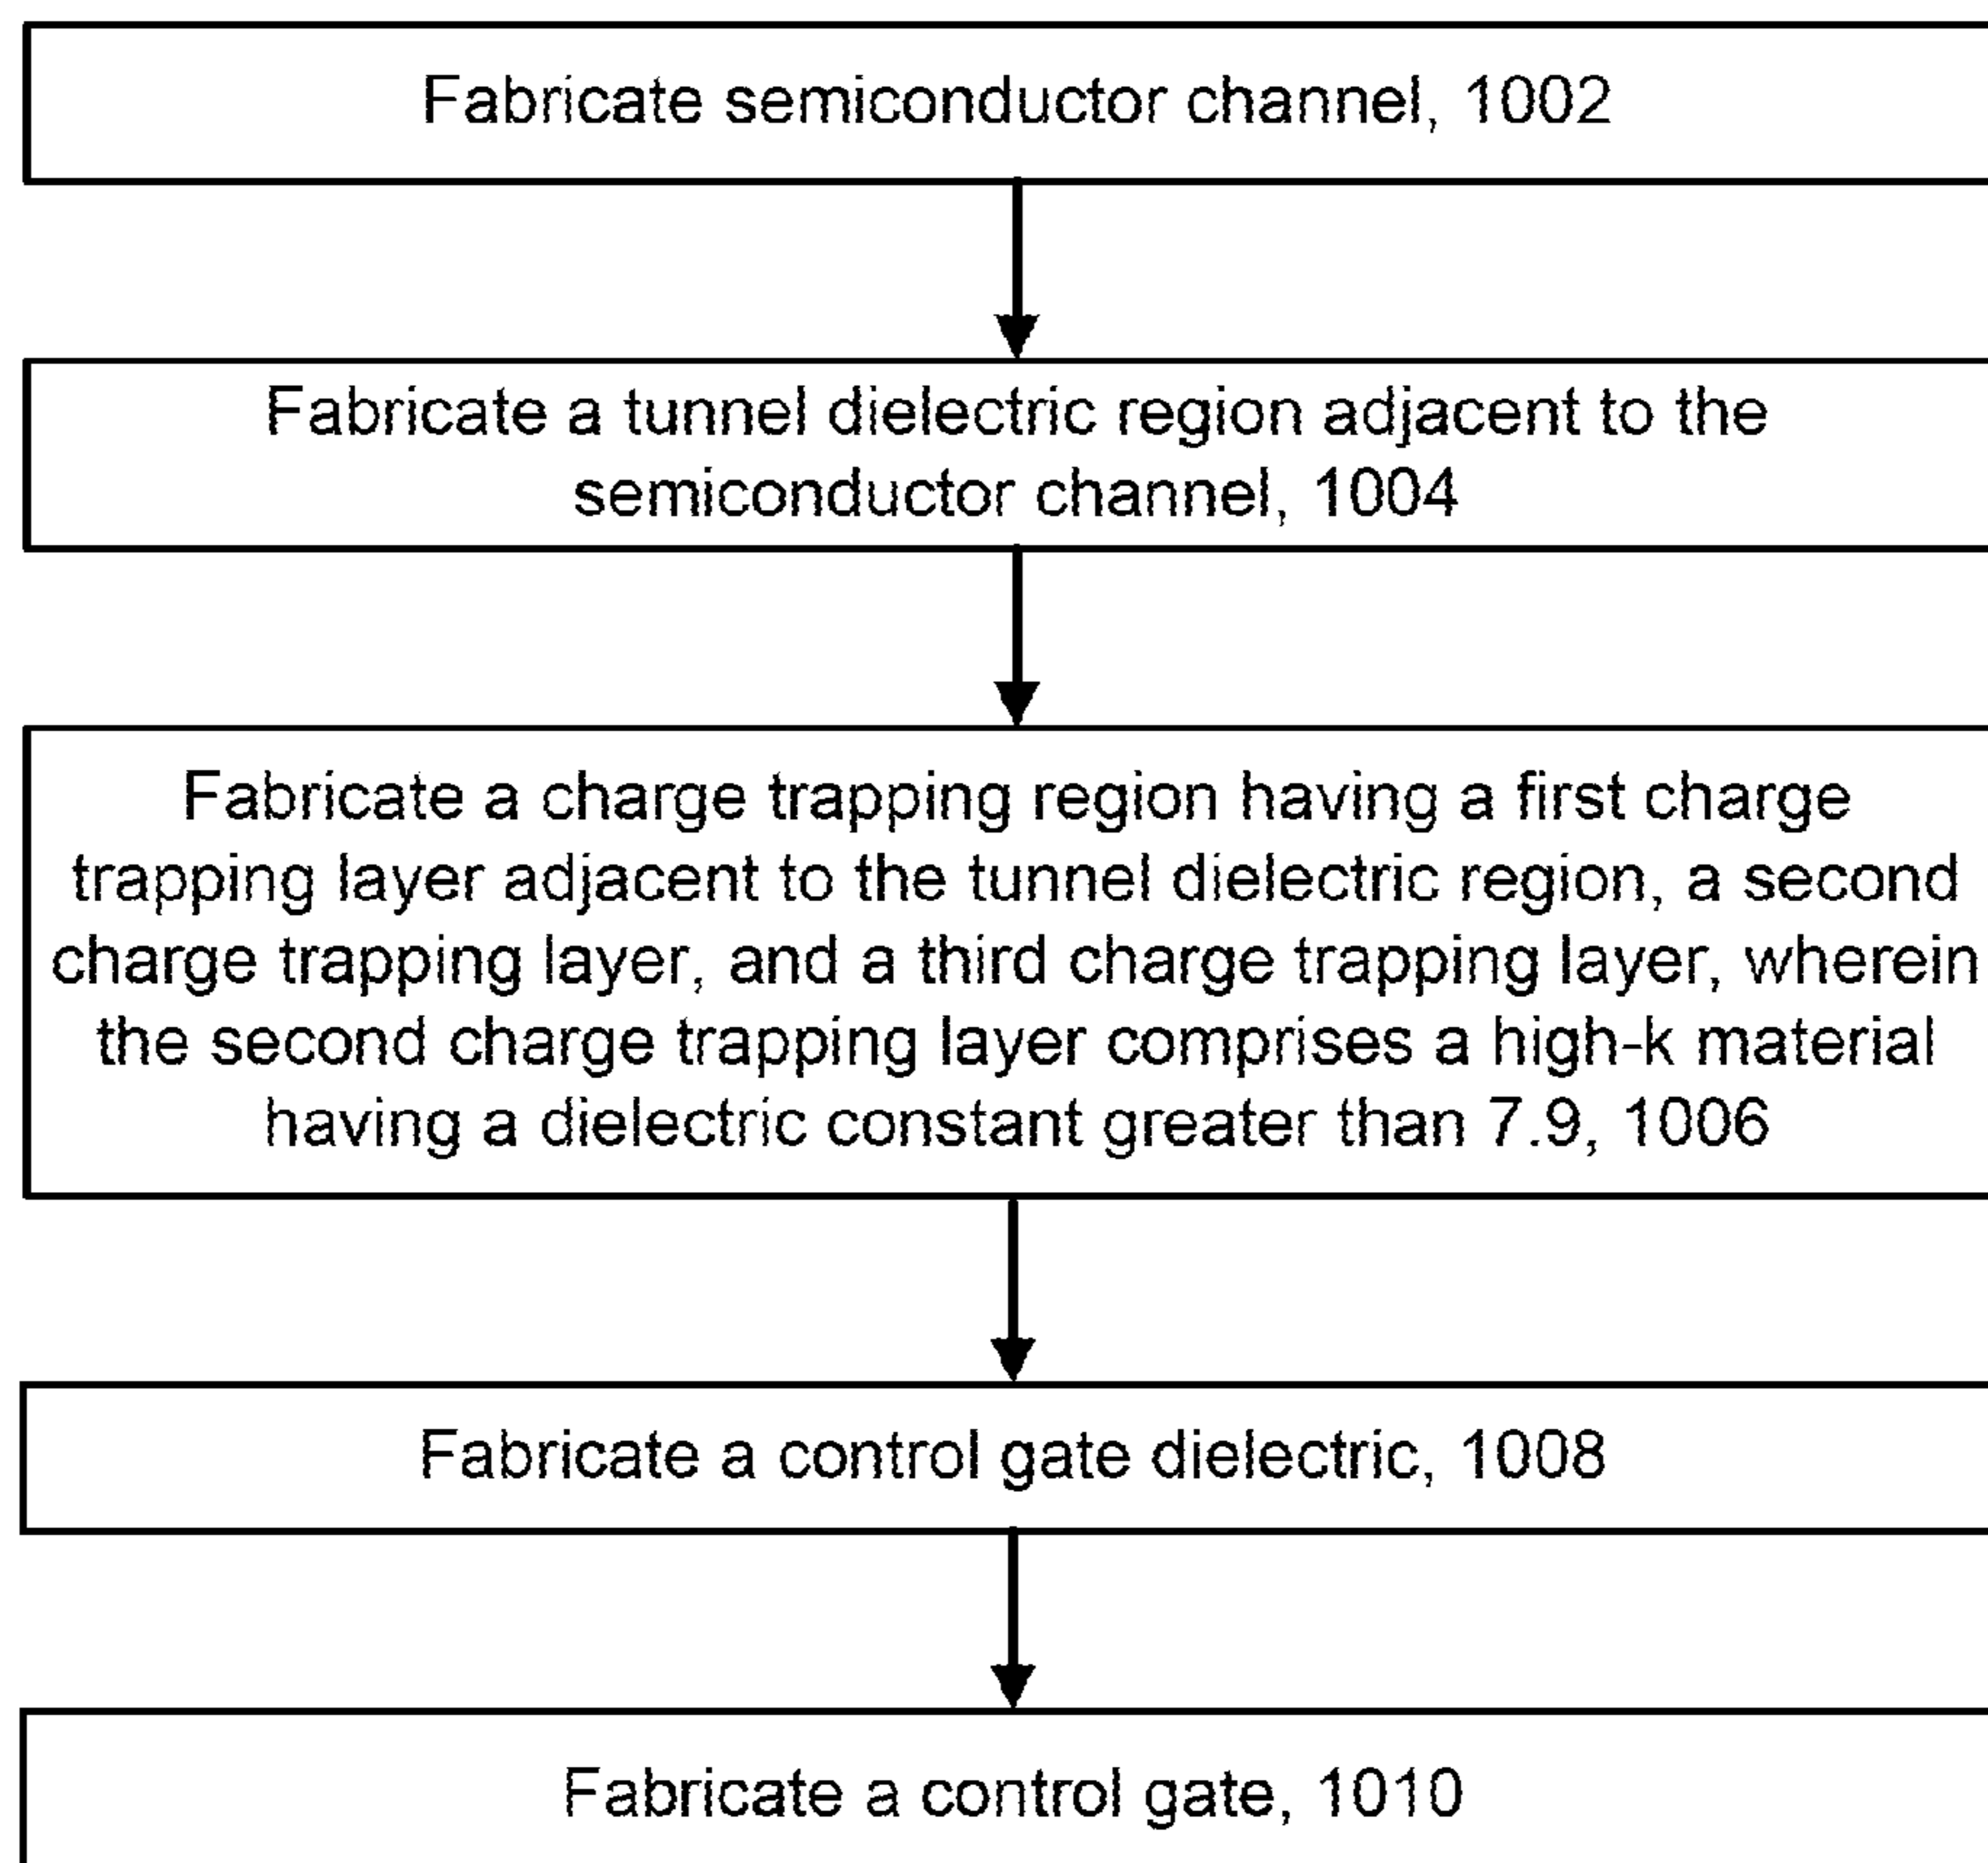 Fabricate semiconductor channel, 1002
Fabricate a tunnel dielectric region adjacent to the
semiconductor channel, 1004
Fabricate a charge trapping region having a first charge
trapping layer adjacent to the tunnel dielectric region, a second
charge trapping layer, and a third charge trapping layer, wherein
the second charge trapping layer comprises a high-k material
having a dielectric constant greater than 7.9, 1006
Fabricate a control gate dielectric, 1008
Fabricate a control gate, 1010